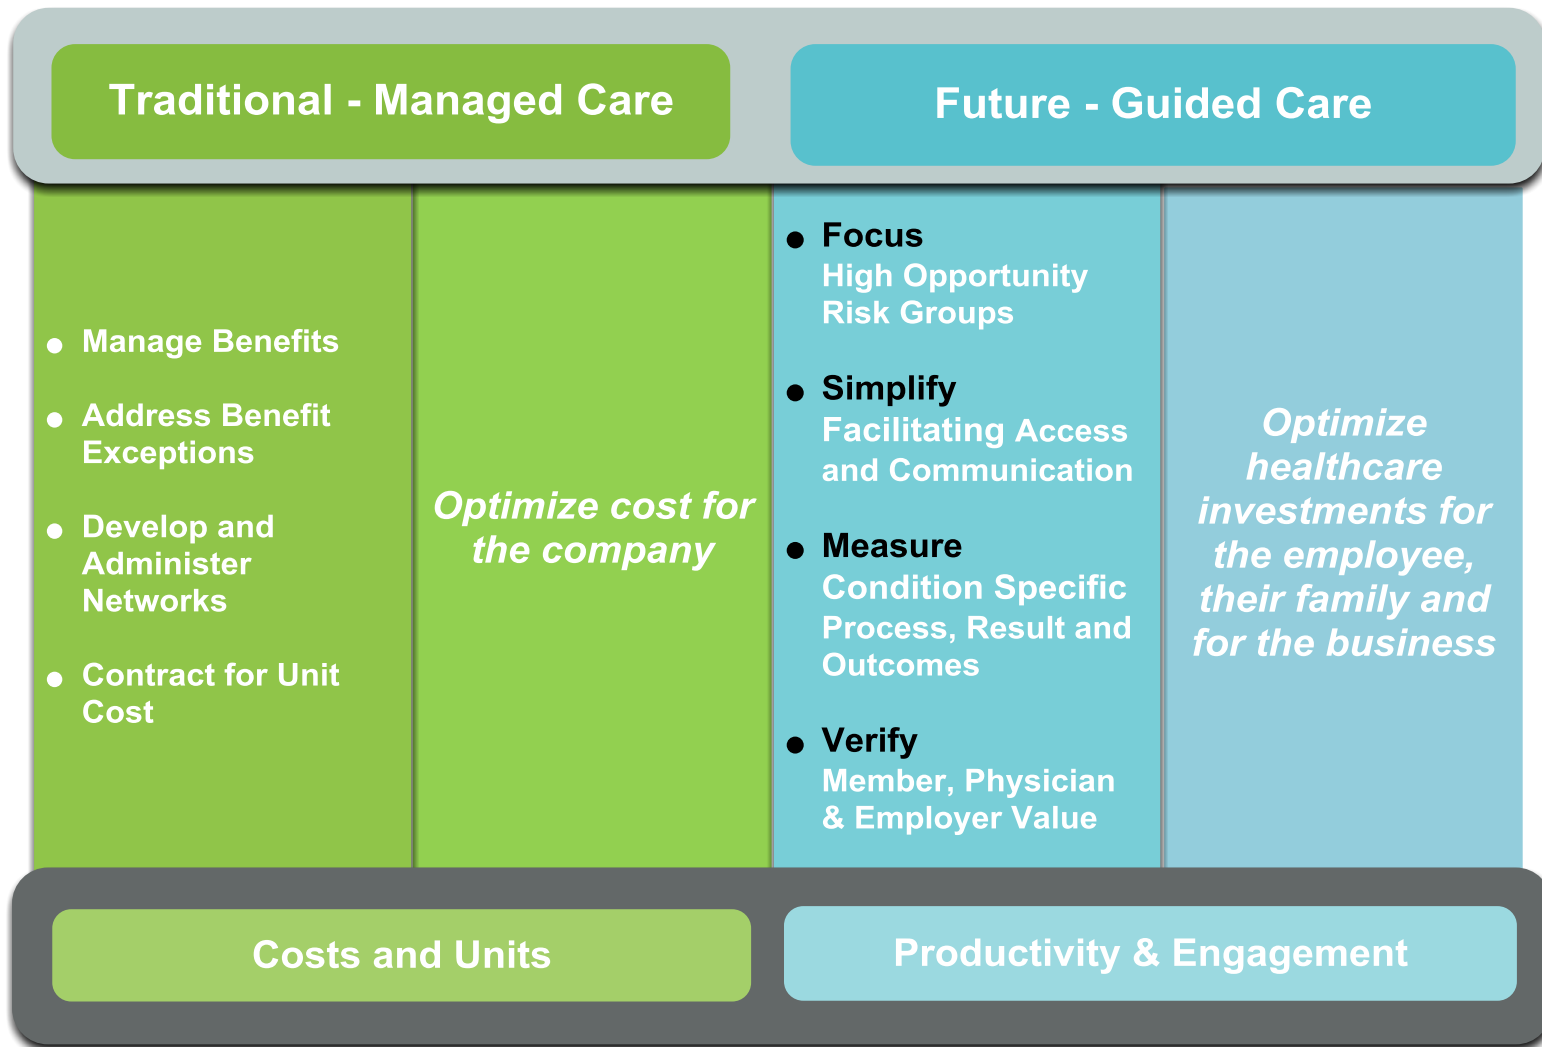 Traditional - Managed Care
Future - Guided Care
• Manage Benefits
• Address Benefit
Exceptions
• Develop and
Administer
Networks
• Contract for Unit
Cost
Optimize cost for
the company
• Focus
High Opportunity
Risk Groups
• Simplify
Facilitating Access
and Communication
• Measure
Condition Specific
Process, Result and
Outcomes
• Verify
Member, Physician
& Employer Value
Optimize
healthcare
investments for
the employee,
their family and
for the business
Costs and Units
Productivity & Engagement